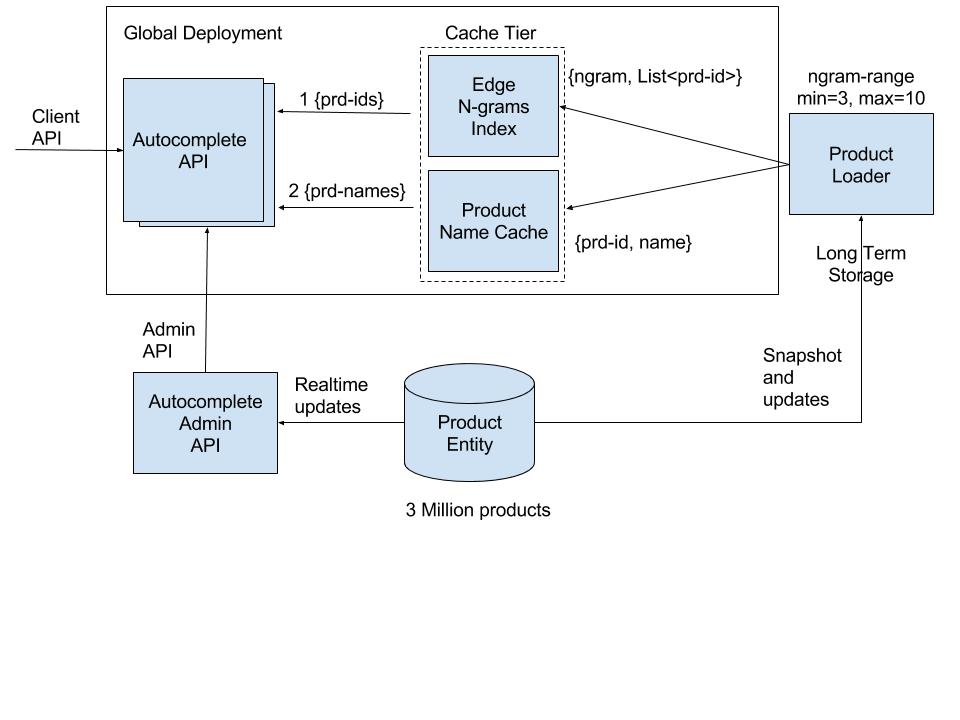 Global Deployment
Cache Tier
Client
API
Autocomplete
API
1 {prd-ids}
2 {prd-names}
Edge
N-grams
Index
Product
Name Cache
{ngram, List<prd-id>}
{prd-id, name}
ngram-range
min=3, max=10
Product
Loader
Long Term
Storage
Admin
API
Autocomplete
Admin
API
Realtime
updates
Product
Entity
3 Million products
Snapshot
and
updates